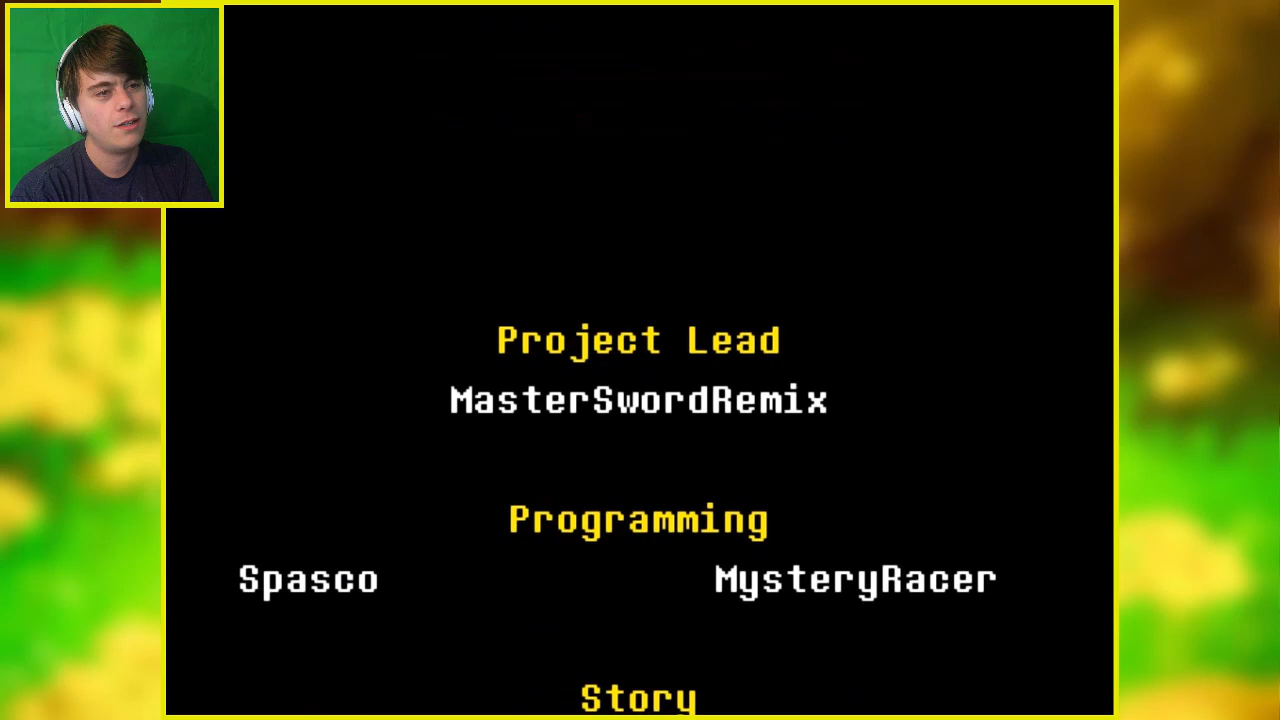 Project Lead
MasterSwordRemix
Programming
Spasco MysteryRacer
Story